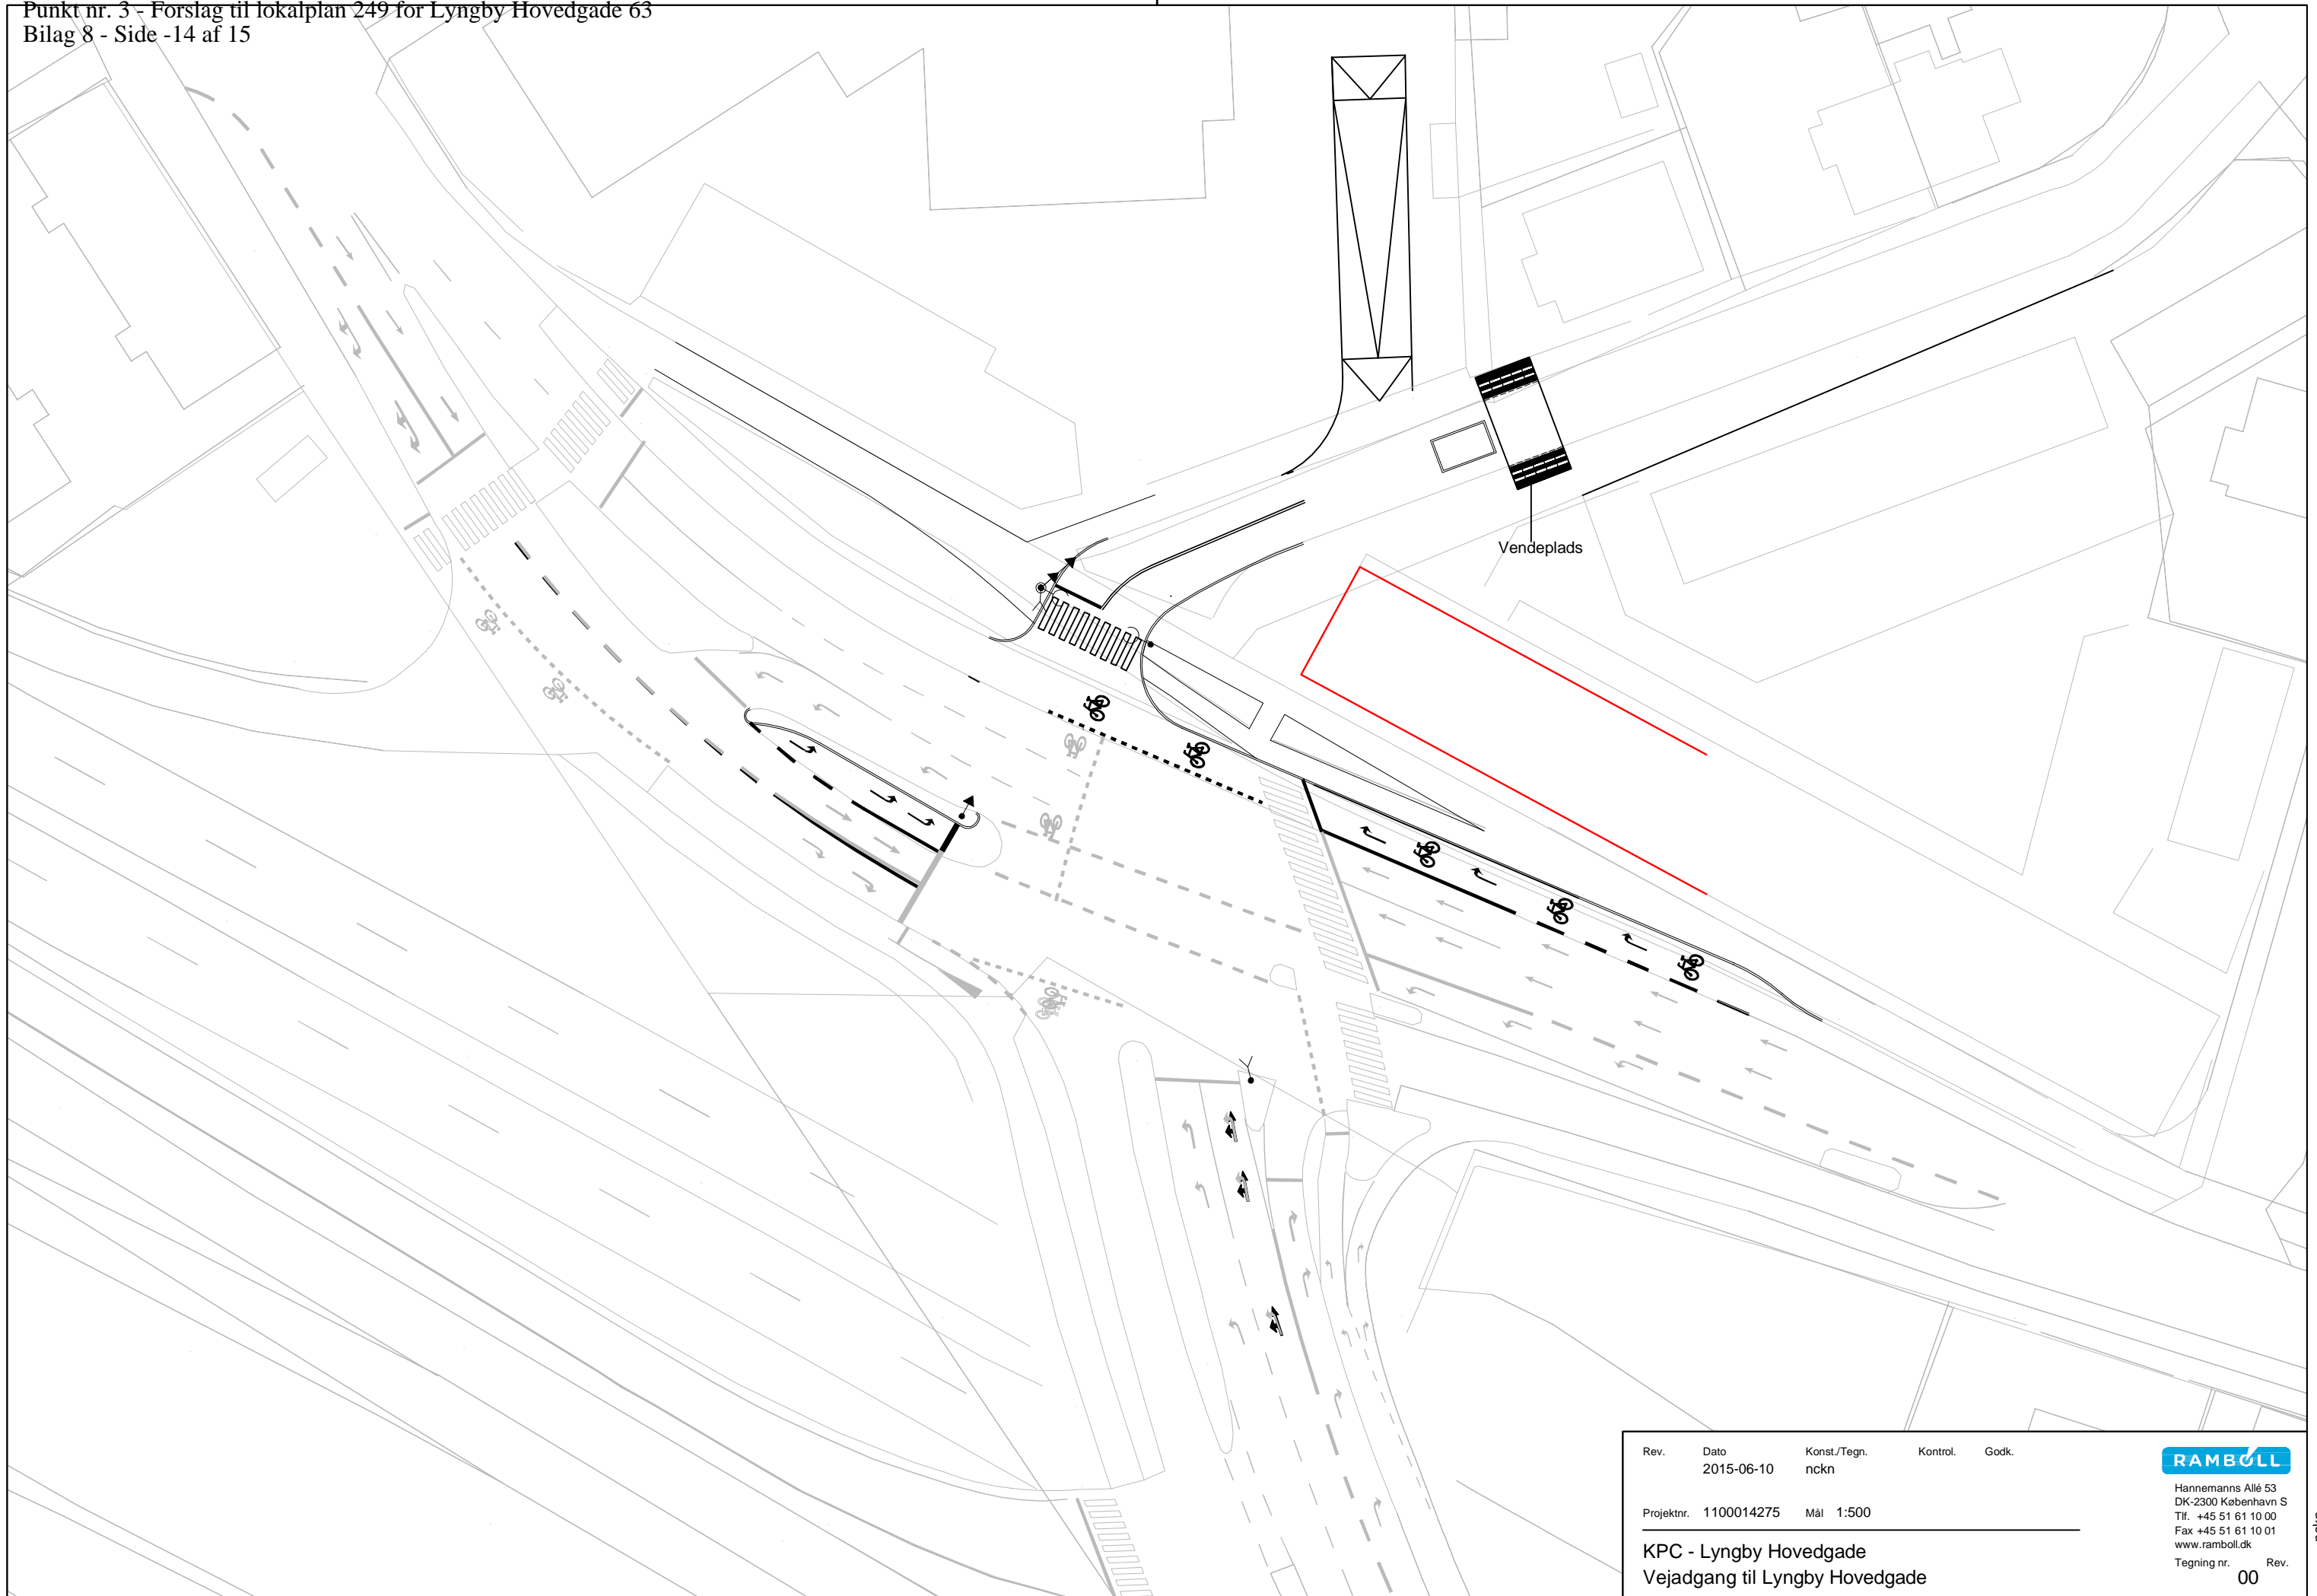 Punkt nr. 3 - Forslag til lokalplan 249 for Lyngby Hovedgade 63
Bilag 8 - Side -14 af 15
Vendeplads
Rev. Dato Konst./Tegn. Kontrol. Godk.
2015-06-10 nckn
Projektnr. 1100014275 Mål 1:500
KPC - Lyngby Hovedgade
Vejadgang til Lyngby Hovedgade
RAMBOLL
Hannemanns Allé 53
DK-2300 København S
Tlf. +45 51 61 10 00
Fax +45 51 61 10 01
www.ramboll.dk
Tegning nr. Rev.
00